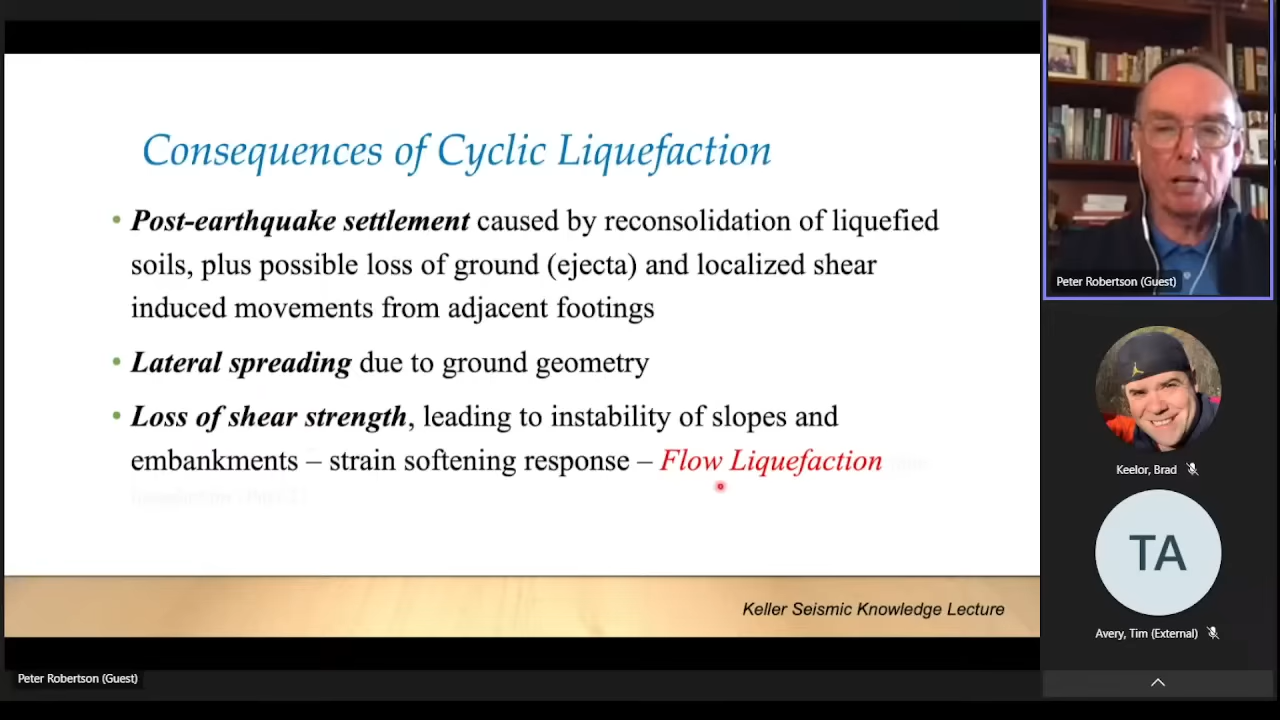 Consequences of Cyclic Liquefaction
• Post-earthquake settlement caused by reconsolidation of liquefied
soils, plus possible loss of ground (ejecta) and localized shear
induced movements from adjacent footings
• Lateral spreading due to ground geometry
• Loss of shear strength, leading to instability of slopes and
embankments – strain softening response – Flow Liquefaction
Keller Seismic Knowledge Lecture
Peter Robertson (Guest)
Peter Robertson (Guest)
Keelor, Brad
TA
Avery, Tim (External)